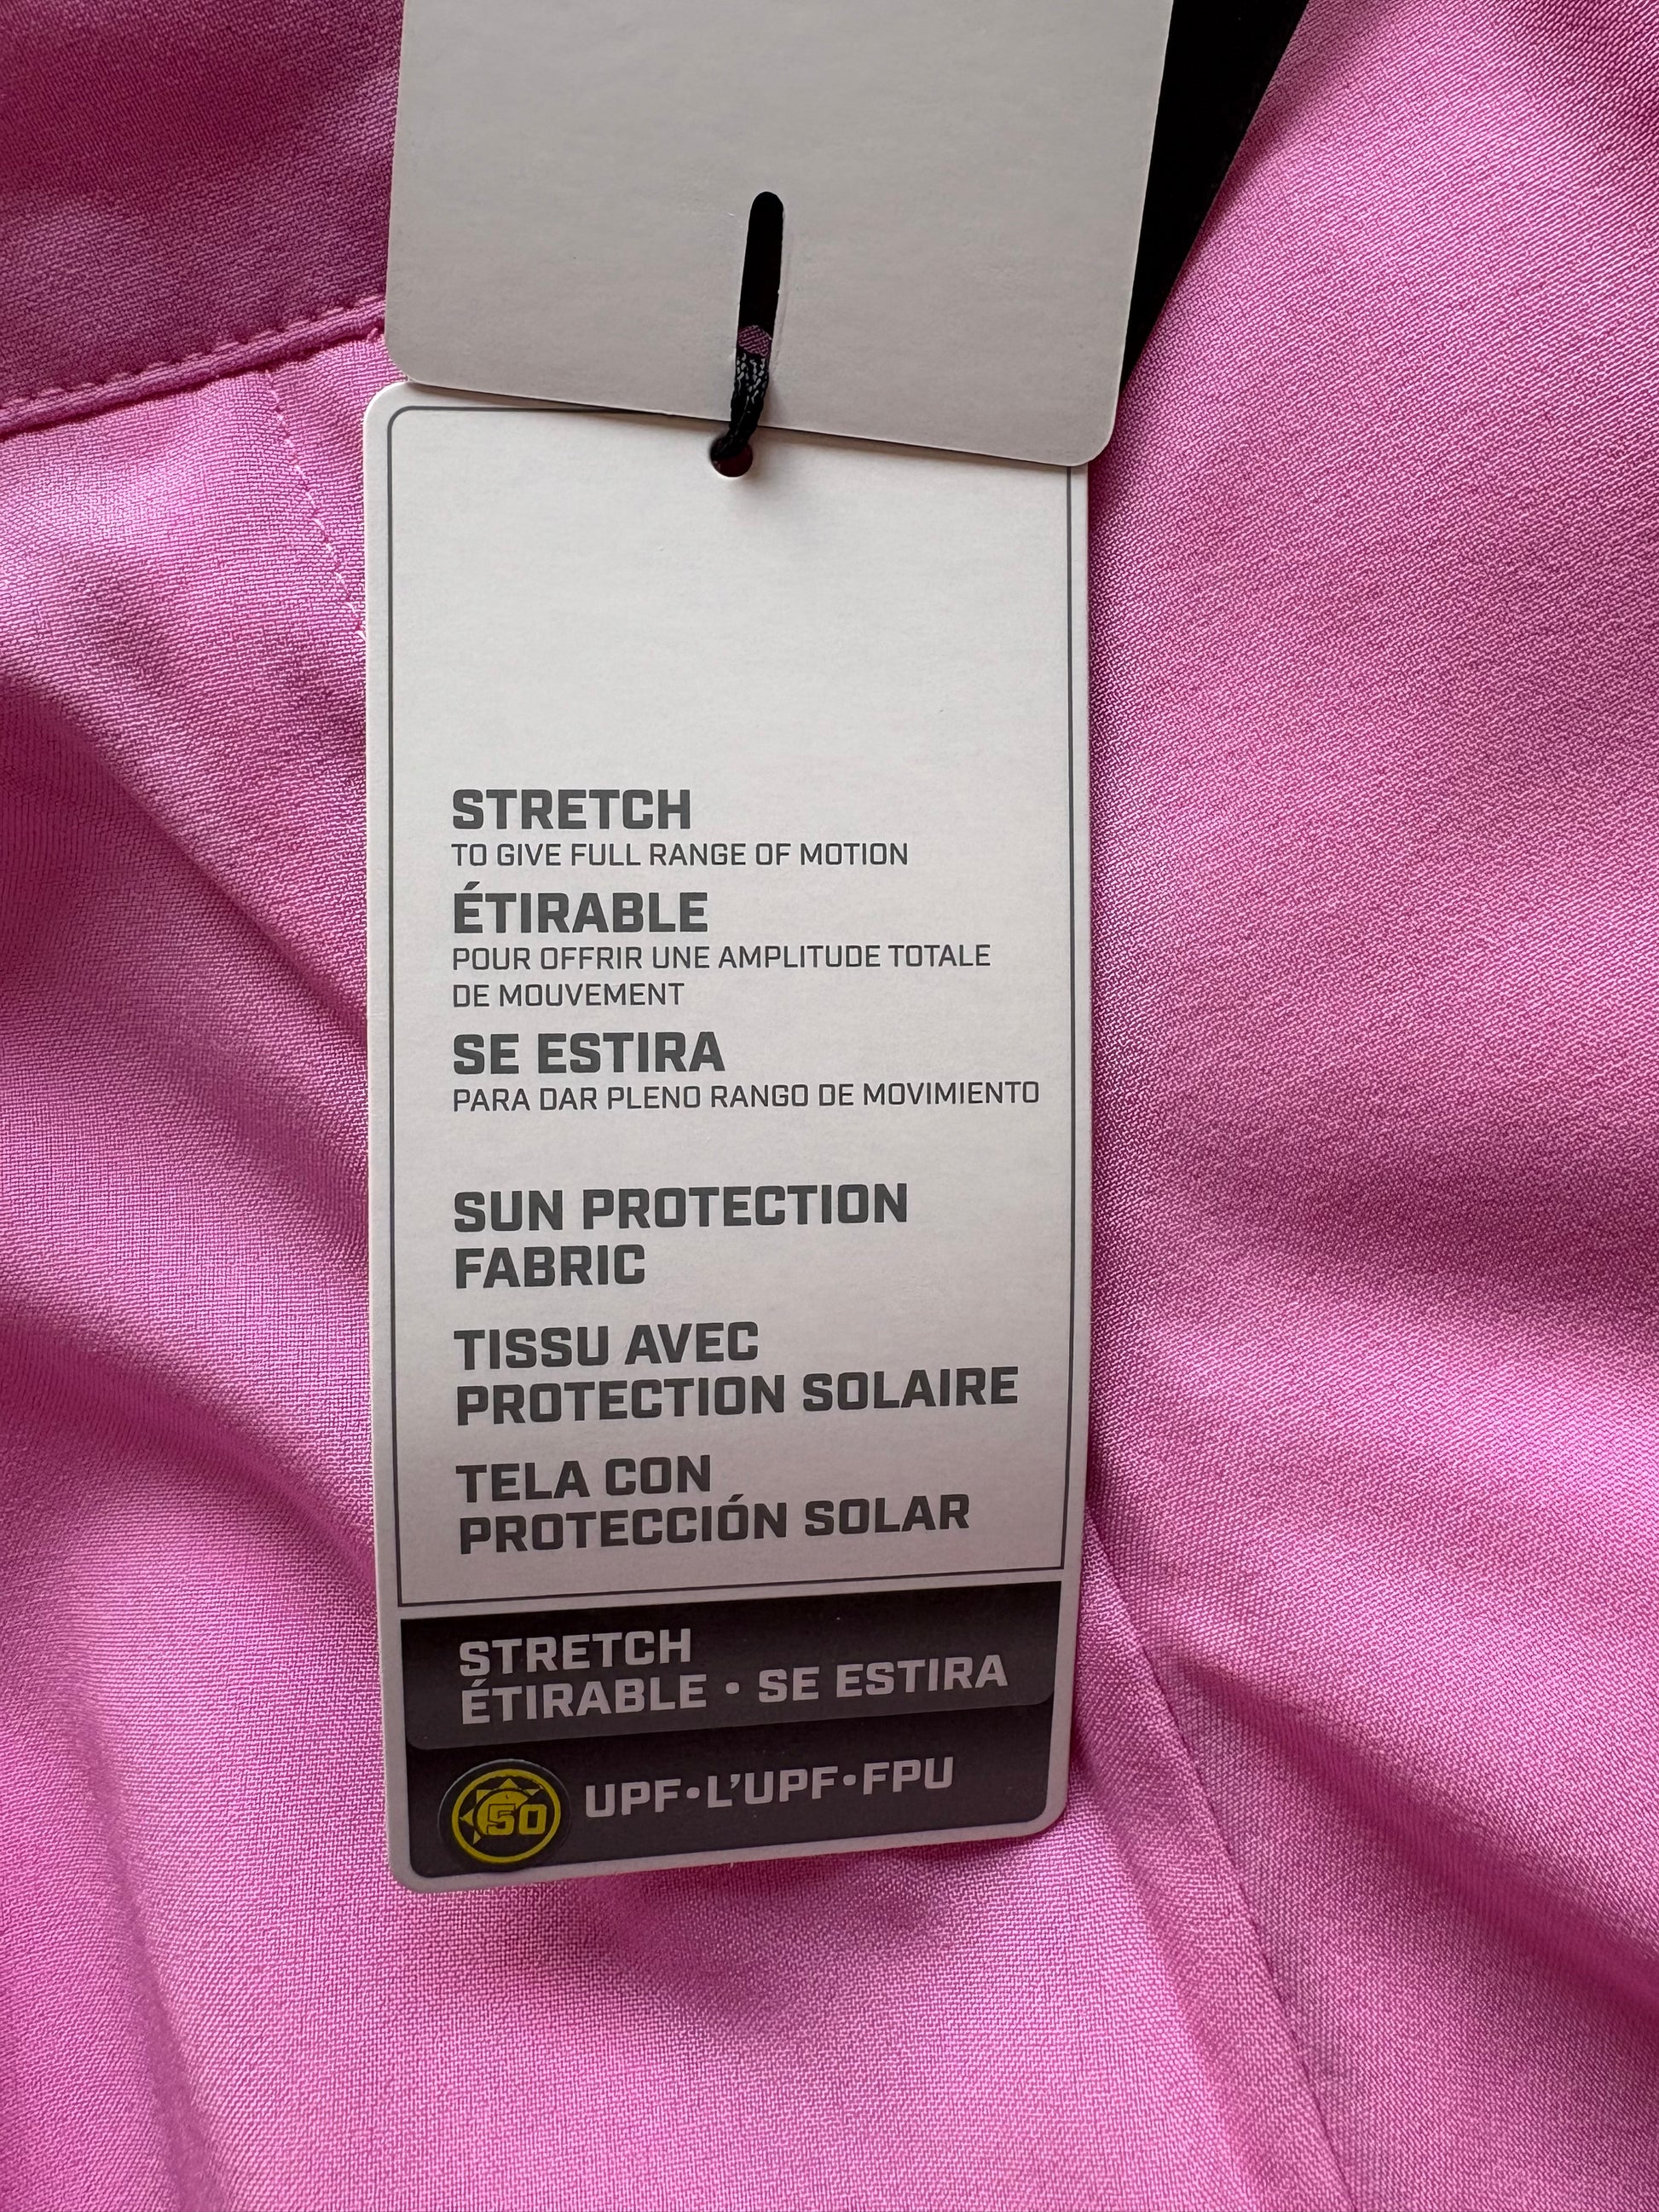 STRETCH
TO GIVE FULL RANGE OF MOTION
ÉTIRABLE
POUR OFFRIR UNE AMPLITUDE TOTALE
DE MOUVEMENT
SE ESTIRA
PARA DAR PLENO RANGO DE MOVIMIENTO
SUN PROTECTION
FABRIC
TISSU AVEC
PROTECTION SOLAIRE
TELA CON
PROTECCIÓN SOLAR
STRETCH
ÉTIRABLE • SE ESTIRA
50 UPF•L’UPF•FPU